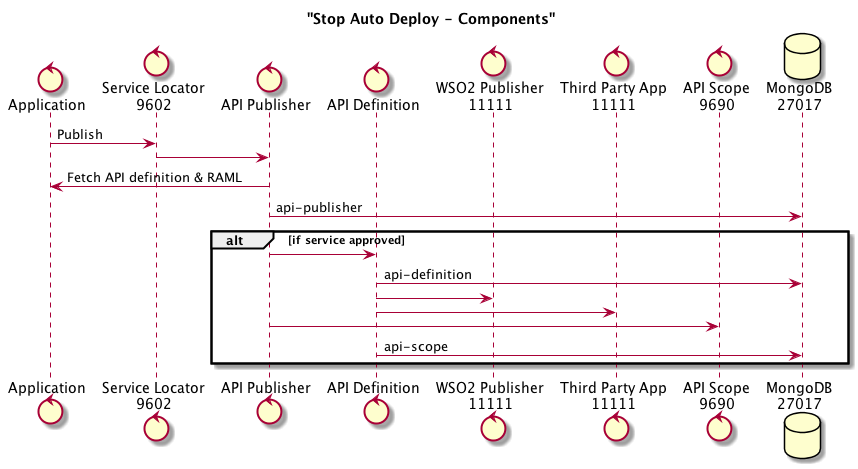 "Stop Auto Deploy - Components"
Application
Service Locator
9602
API Publisher
API Definition
WSO2 Publisher
11111
Third Party App
11111
API Scope
9690
MongoDB
27017
Publish
Fetch API definition & RAML
api-publisher
alt
[if service approved]
api-definition
api-scope
Application
Service Locator
9602
API Publisher
API Definition
WSO2 Publisher
11111
Third Party App
11111
API Scope
9690
MongoDB
27017